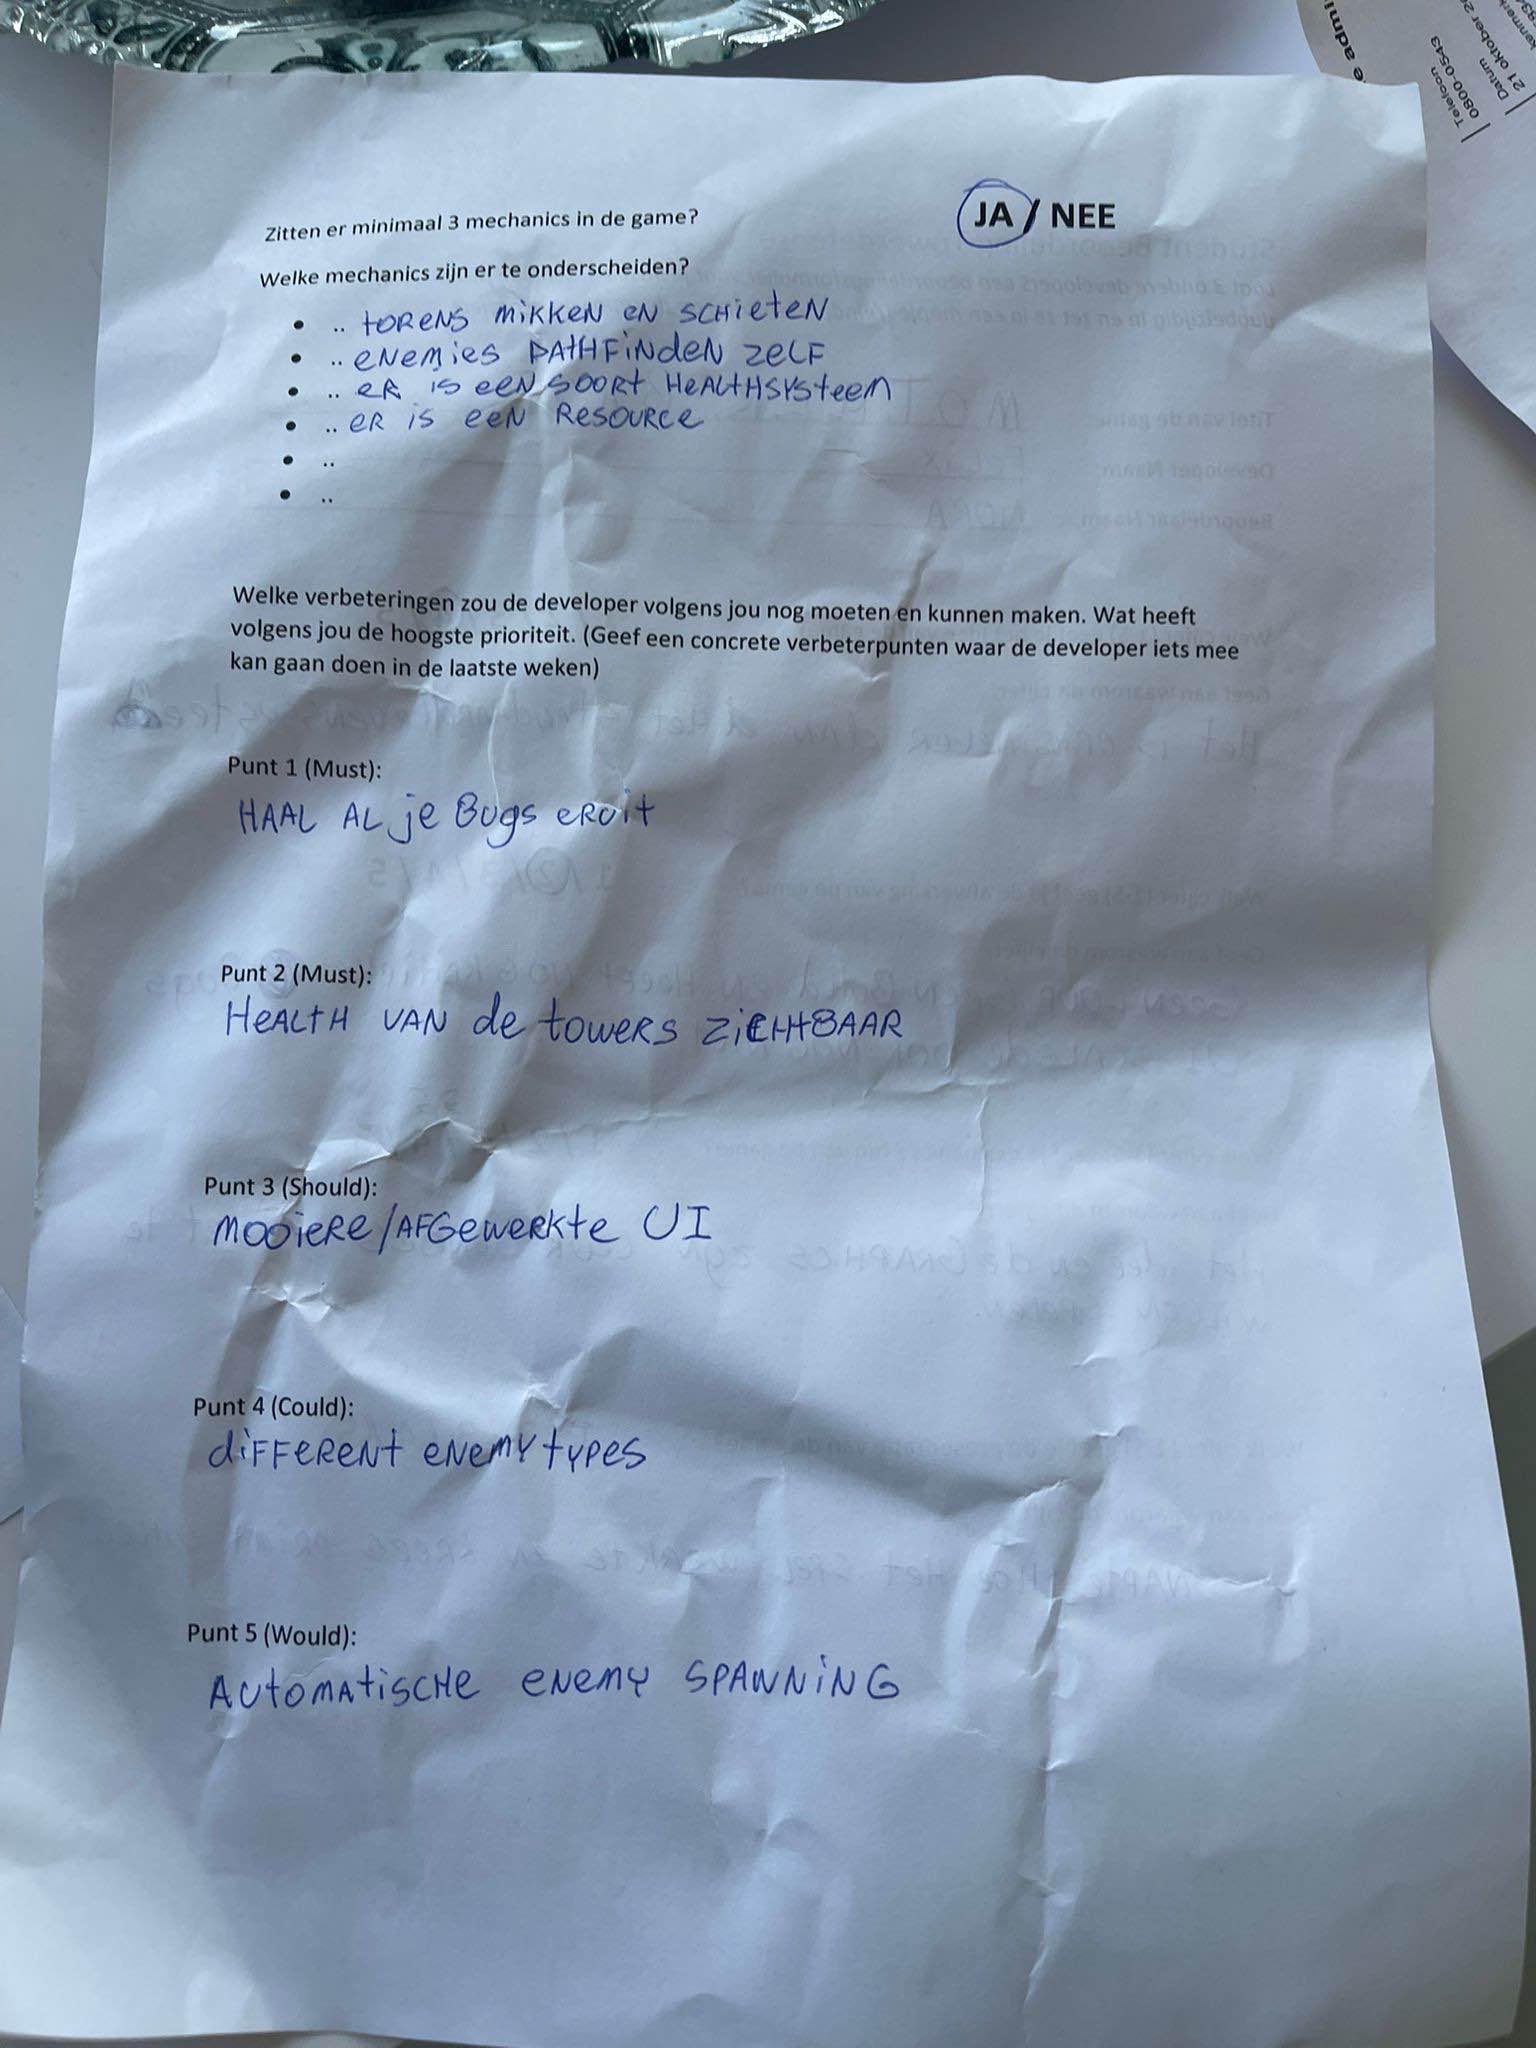 Zitten er minimaal 3 mechanics in de game? JA / NEE
Welke mechanics zijn er te onderscheiden?
• .. torens mikken en schieten
• .. enemies pathfinden zelf
• .. er is een soort healthsysteem
• .. er is een resource
• ..
• ..
Welke verbeteringen zou de developer volgens jou nog moeten en kunnen maken. Wat heeft
volgens jou de hoogste prioriteit. (Geef een concrete verbeterpunten waar de developer iets mee
kan gaan doen in de laatste weken)
Punt 1 (Must):
HAAL AL je Bugs eruit
Punt 2 (Must):
Health van de towers zichtbaar
Punt 3 (Should):
mooiere/afgewerkte UI
Punt 4 (Could):
different enemy types
Punt 5 (Would):
Automatische enemy spawning
e admi
Telefoon
0800-0543
Datum
21 oktober